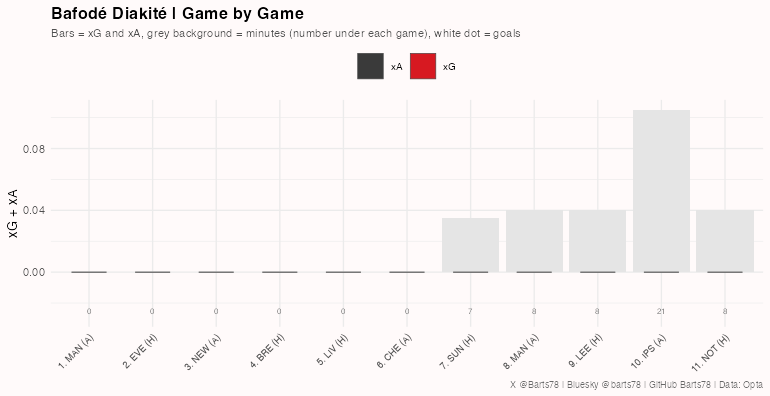 Bafodé Diakité | Game by Game
Bars = xG and xA, grey background = minutes (number under each game), white dot = goals
xA xG
xG + xA
0.08
0.04
0.00
0 0 0 0 0 0 7 8 8 21 8
1. MAN (A) 2. EVE (H) 3. NEW (A) 4. BRE (H) 5. LIV (H) 6. CHE (A) 7. SUN (H) 8. MAN (A) 9. LEE (H) 10. IPS (A) 11. NOT (H)
X @Barts78 | Bluesky @barts78 | GitHub Barts78 | Data: Opta